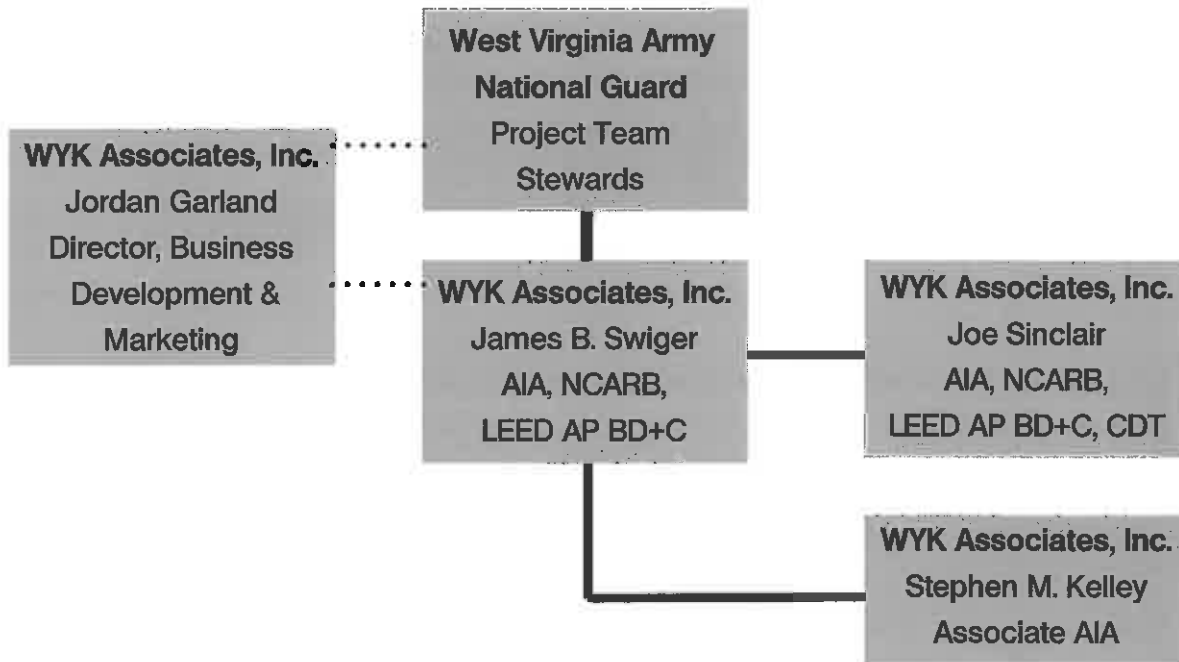 West Virginia Army
National Guard
Project Team
Stewards
WYK Associates, Inc.
Jordan Garland
Director, Business
Development &
Marketing
WYK Associates, Inc.
James B. Swiger
AIA, NCARB,
LEED AP BD+C
WYK Associates, Inc.
Joe Sinclair
AIA, NCARB,
LEED AP BD+C, CDT
WYK Associates, Inc.
Stephen M. Kelley
Associate AIA